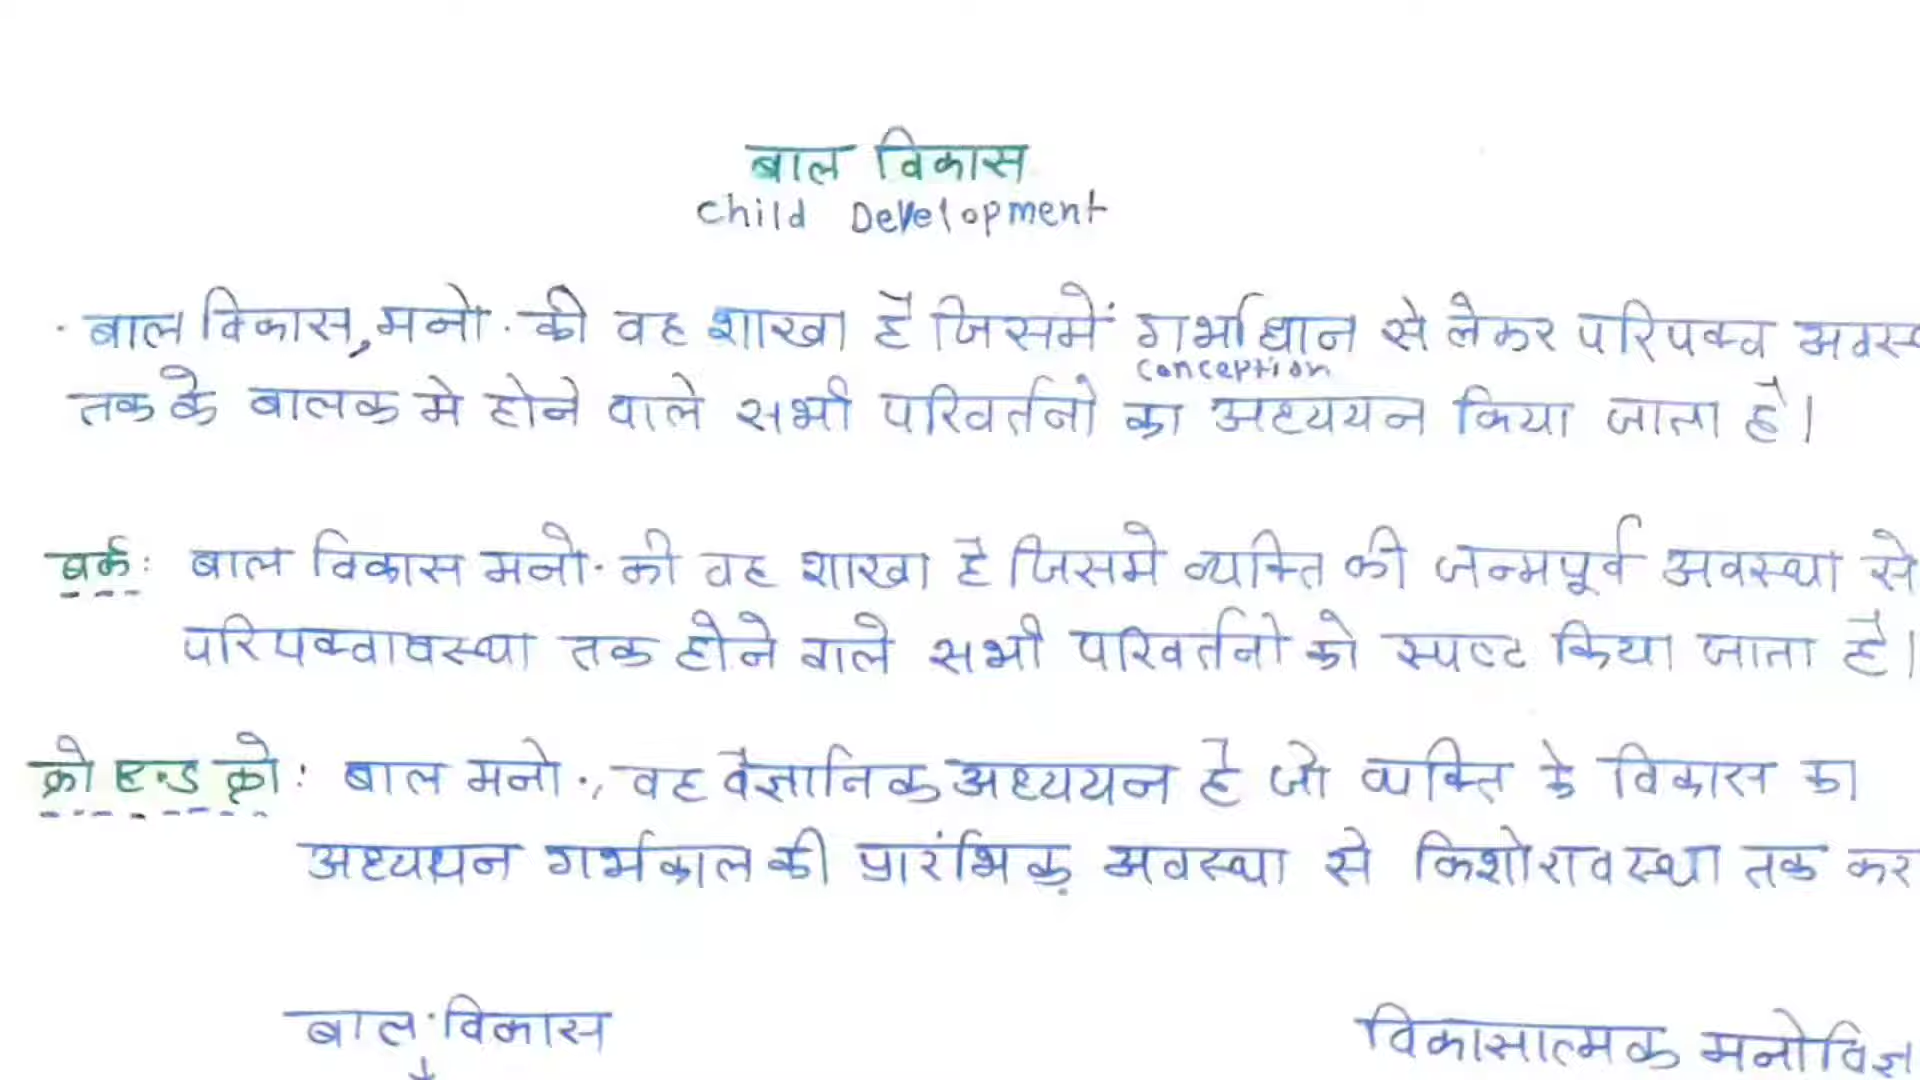 बाल विकास
Child Development
· बाल विकास, मनो. की वह शाखा है जिसमें गर्भाधान से लेकर परिपक्व अवस्
conception
तक के बालक मे होने वाले सभी परिवर्तनो का अध्ययन किया जाता है।
बर्क: बाल विकास मनो. की वह शाखा है जिसमे व्यक्ति की जन्मपूर्व अवस्था से
परिपक्वावस्था तक होने वाले सभी परिवर्तनो को स्पष्ट किया जाता है।
क्रो एण्ड क्रो: बाल मनो., वह वैज्ञानिक अध्ययन है जो व्यक्ति के विकास का
अध्ययन गर्भकाल की प्रारंभिक अवस्था से किशोरावस्था तक कर
बाल विकास
विकासात्मक मनोविज्ञ